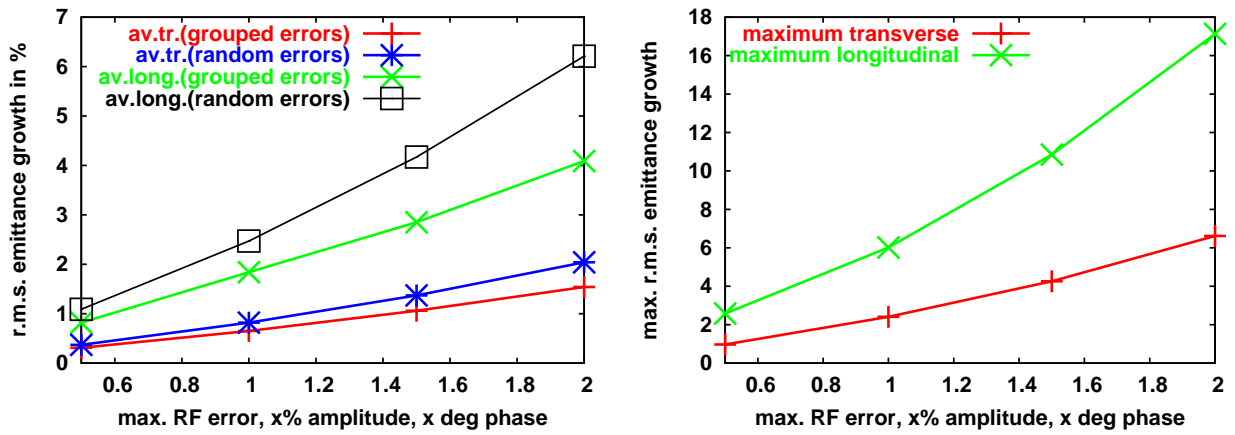 r.m.s. emittance growth in %
7
6
5
4
3
2
1
0
av.tr.(grouped errors)
av.tr.(random errors)
av.long.(grouped errors)
av.long.(random errors)
0.6 0.8 1 1.2 1.4 1.6 1.8 2
max. RF error, x% amplitude, x deg phase
max. r.m.s. emittance growth
18
16
14
12
10
8
6
4
2
0
maximum transverse
maximum longitudinal
0.6 0.8 1 1.2 1.4 1.6 1.8 2
max. RF error, x% amplitude, x deg phase